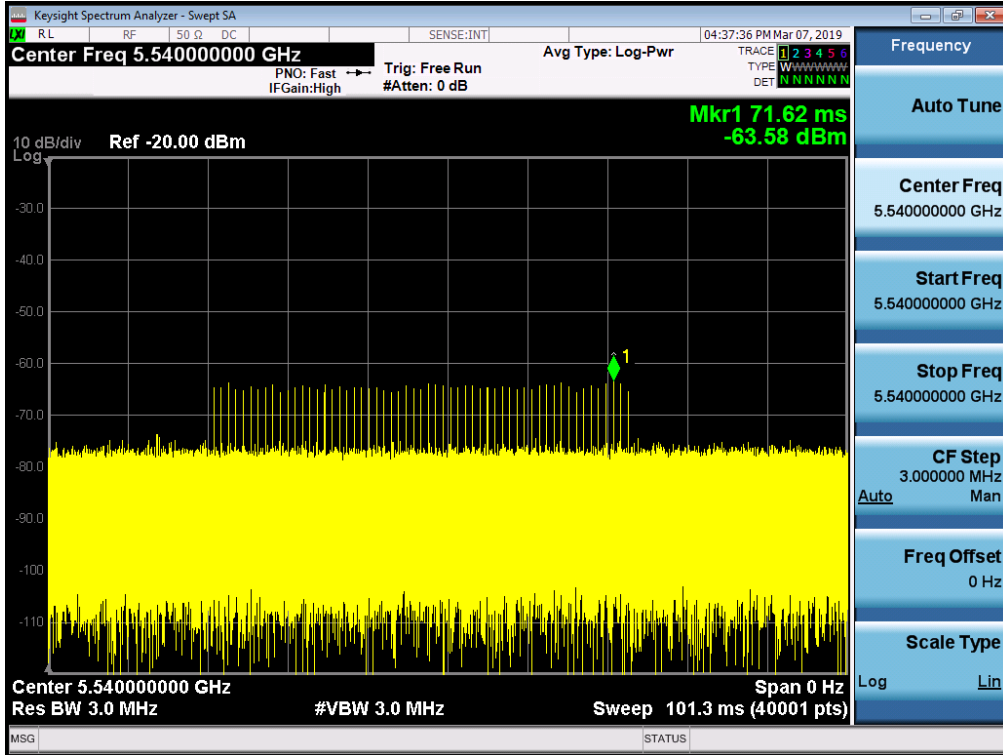 Keysight Spectrum Analyzer - Swept SA
LXI RL RF 50 Ω DC SENSE:INT 04:37:36 PM Mar 07, 2019
Center Freq 5.540000000 GHz
PNO: Fast
IFGain:High
Trig: Free Run
#Atten: 0 dB
Avg Type: Log-Pwr
TRACE 1 2 3 4 5 6
TYPE W W W W W W
DET N N N N N N
Mkr1 71.62 ms
-63.58 dBm
10 dB/div Ref -20.00 dBm
Log
-30.0
-40.0
-50.0
-60.0
-70.0
-80.0
-90.0
-100
-110
1
Center 5.540000000 GHz Span 0 Hz
Res BW 3.0 MHz #VBW 3.0 MHz Sweep 101.3 ms (40001 pts)
MSG STATUS
Frequency
Auto Tune
Center Freq
5.540000000 GHz
Start Freq
5.540000000 GHz
Stop Freq
5.540000000 GHz
CF Step
3.000000 MHz
Auto Man
Freq Offset
0 Hz
Scale Type
Log Lin